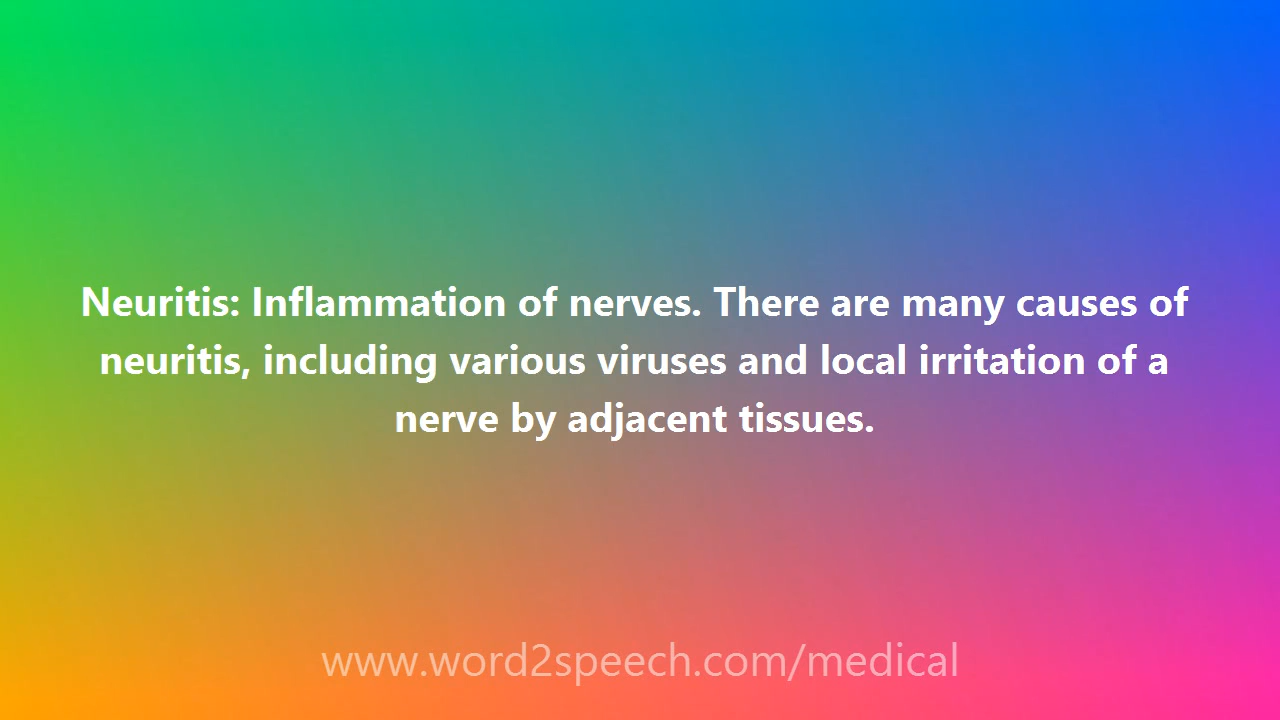 Neuritis: Inflammation of nerves. There are many causes of
neuritis, including various viruses and local irritation of a
nerve by adjacent tissues.
www.word2speech.com/medical